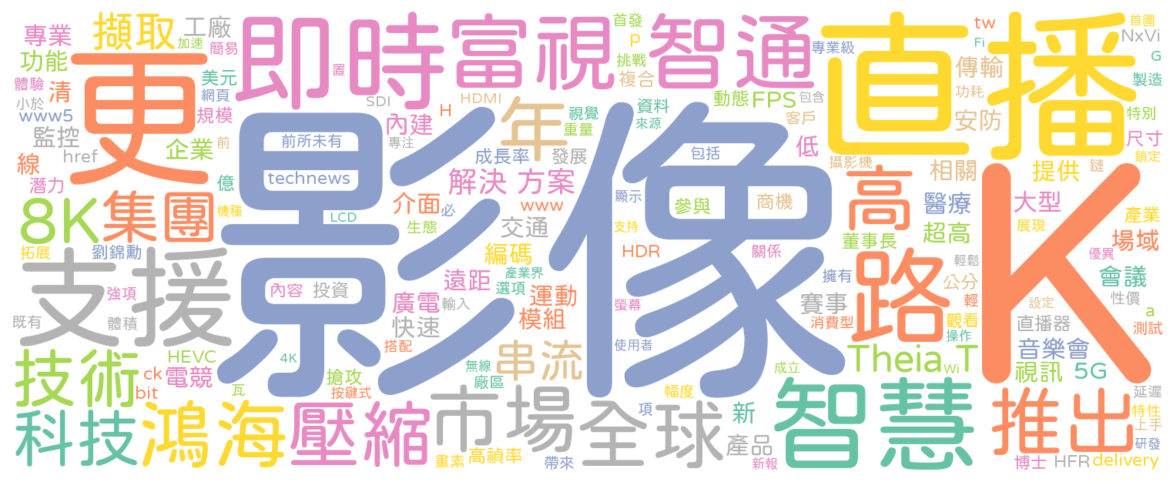 影像
直播
K
更
即時
富視智通
支援
智慧
年
高
路
8K
集團
技術
科技
鴻海
壓縮
市場
全球
推出
串流
Theia
T
擷取
工廠
專業
功能
加速
簡易
體驗
清
美元
網頁
小於
www5
規模
監控
href
企業
前
線
潛力
億
機種
拓展
劉錦勳
強項
既有
體積
置
SDI
HDMI
H
內建
前所未有
專注
technews
LCD
必
成長率
發展
視覺
重量
資料
來源
首發
p
挑戰
複合
動態
FPS
專業級
包含
客戶
低
包括
攝影機
解決
方案
www
介面
交通
生態
編碼
遠距
產業界
選項
廣電
快速
輸入
運動
模組
內容
投資
搭配
顯示
支持
HDR
螢幕
使用者
參與
商機
關係
董事長
擁有
賽事
消費型
醫療
超高
相關
傳輸
功耗
安防
tw
Fi
首圈
NxVi
G
製造
特別
尺寸
鎖定
鏈
提供
大型
展現
產業
場域
優異
會議
性價
輕鬆
公分
輕
觀看
操作
設定
直播器
a
測試
音樂會
視訊
5G
Wi
延遲
特性
上手
研發
博士
HFR
delivery
HEVC
ck
bit
電競
4K
瓦
搶攻
按鍵式
無線
廠區
畫素
高禎率
帶來
項
幅度
成立
新
產品
新報